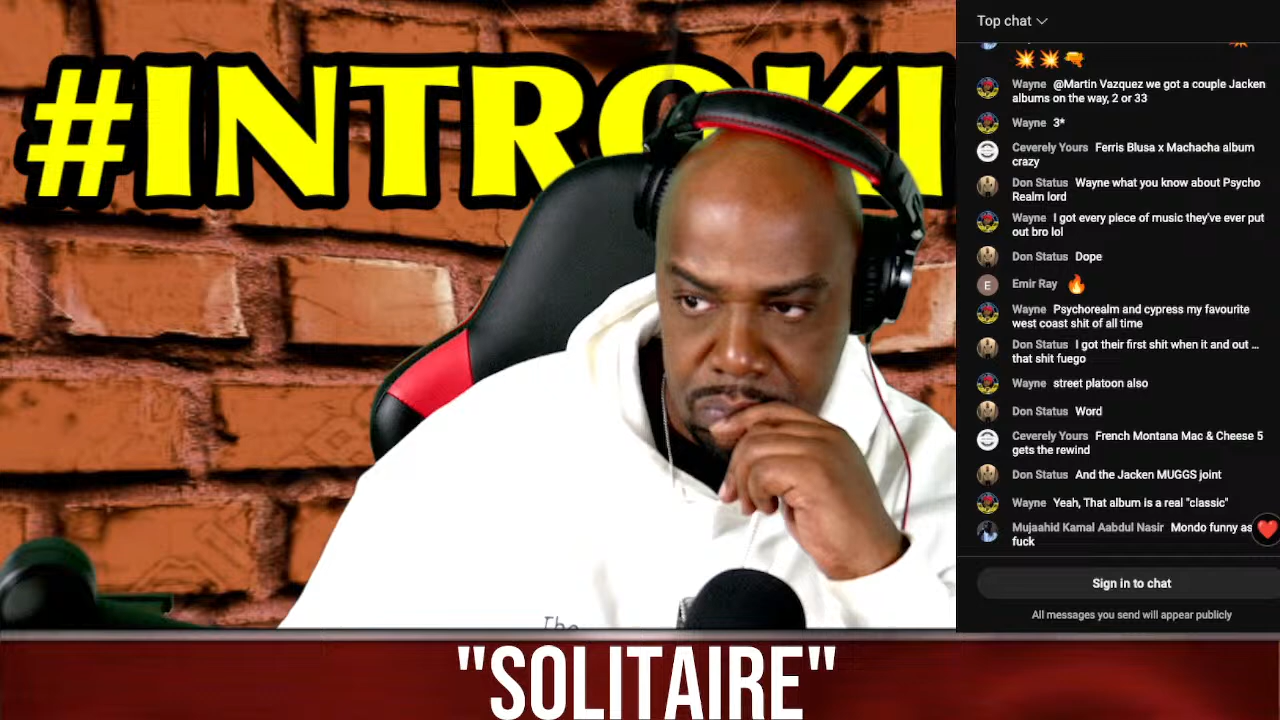 #INTROKI
The
"SOLITAIRE"
Top chat
Wayne @Martin Vazquez we got a couple Jacken
albums on the way, 2 or 33
Wayne 3*
Ceverely Yours Ferris Blusa x Machacha album
crazy
Don Status Wayne what you know about Psycho
Realm lord
Wayne I got every piece of music they've ever put
out bro lol
Don Status Dope
E
Emir Ray 🔥
Wayne Psychorealm and cypress my favourite
west coast shit of all time
Don Status I got their first shit when it and out ...
that shit fuego
Wayne street platoon also
Don Status Word
Ceverely Yours French Montana Mac & Cheese 5
gets the rewind
Don Status And the Jacken MUGGS joint
Wayne Yeah, That album is a real "classic"
Mujaahid Kamal Aabdul Nasir Mondo funny as
fuck
Sign in to chat
All messages you send will appear publicly